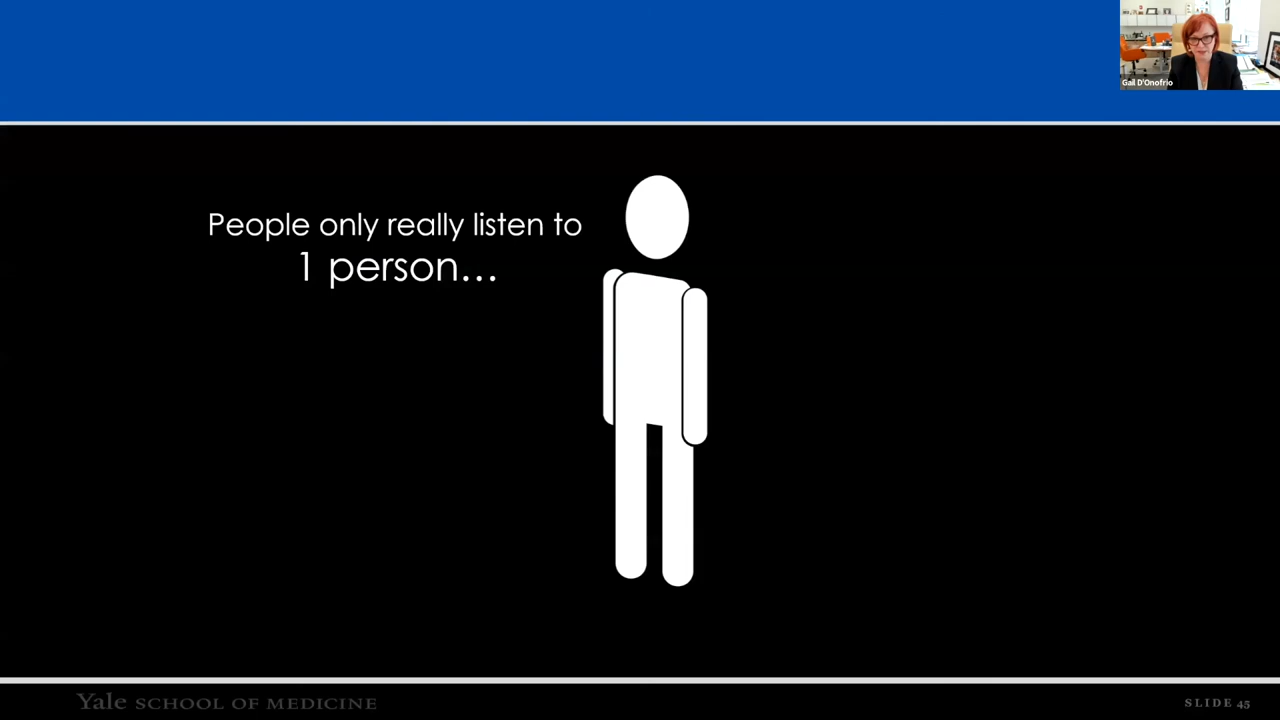 Gail D'Onofrio
People only really listen to
1 person...
Yale SCHOOL OF MEDICINE
SLIDE 45